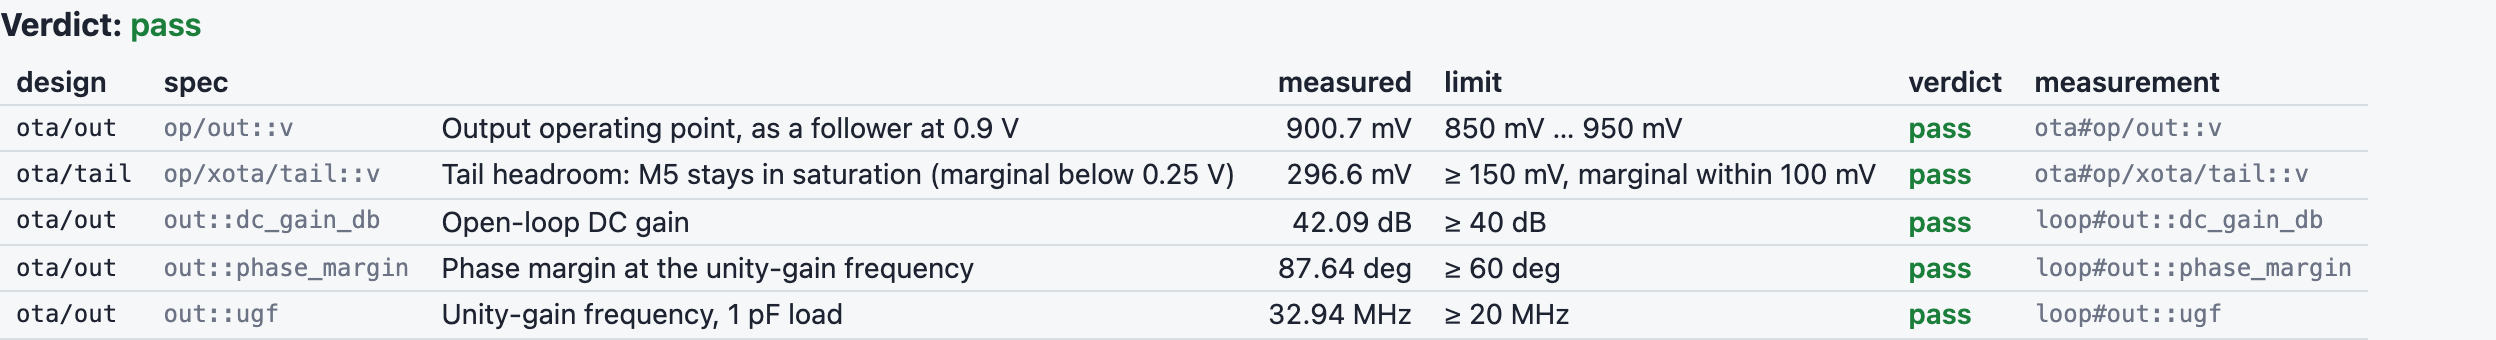 Verdict: pass
design spec measured limit verdict measurement
ota/out op/out::v Output operating point, as a follower at 0.9 V 900.7 mV 850 mV … 950 mV pass ota#op/out::v
ota/tail op/xota/tail::v Tail headroom: M5 stays in saturation (marginal below 0.25 V) 296.6 mV ≥ 150 mV, marginal within 100 mV pass ota#op/xota/tail::v
ota/out out::dc_gain_db Open-loop DC gain 42.09 dB ≥ 40 dB pass loop#out::dc_gain_db
ota/out out::phase_margin Phase margin at the unity-gain frequency 87.64 deg ≥ 60 deg pass loop#out::phase_margin
ota/out out::ugf Unity-gain frequency, 1 pF load 32.94 MHz ≥ 20 MHz pass loop#out::ugf